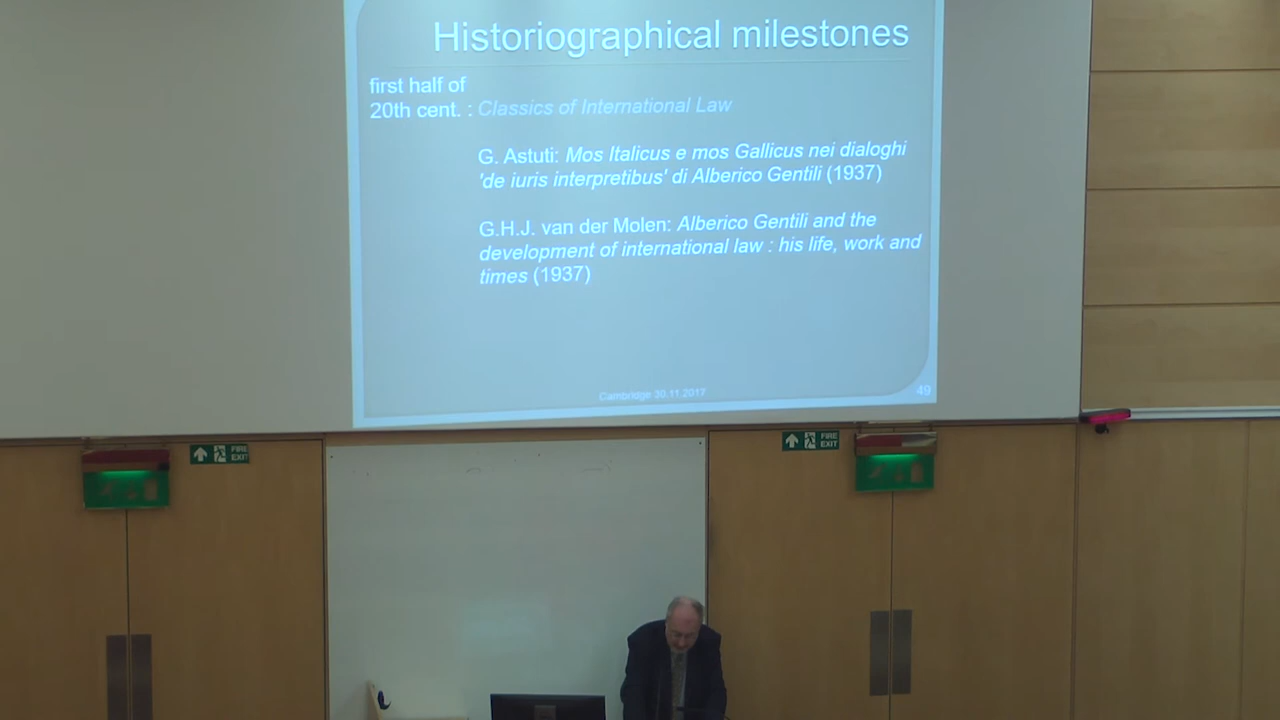 Historiographical milestones
first half of
20th cent. : Classics of International Law
G. Astuti: Mos Italicus e mos Gallicus nei dialoghi
'de iuris interpretibus' di Alberico Gentili (1937)
G.H.J. van der Molen: Alberico Gentili and the
development of international law : his life, work and
times (1937)
Cambridge 30.11.2017
49
FIRE
EXIT
FIRE
EXIT